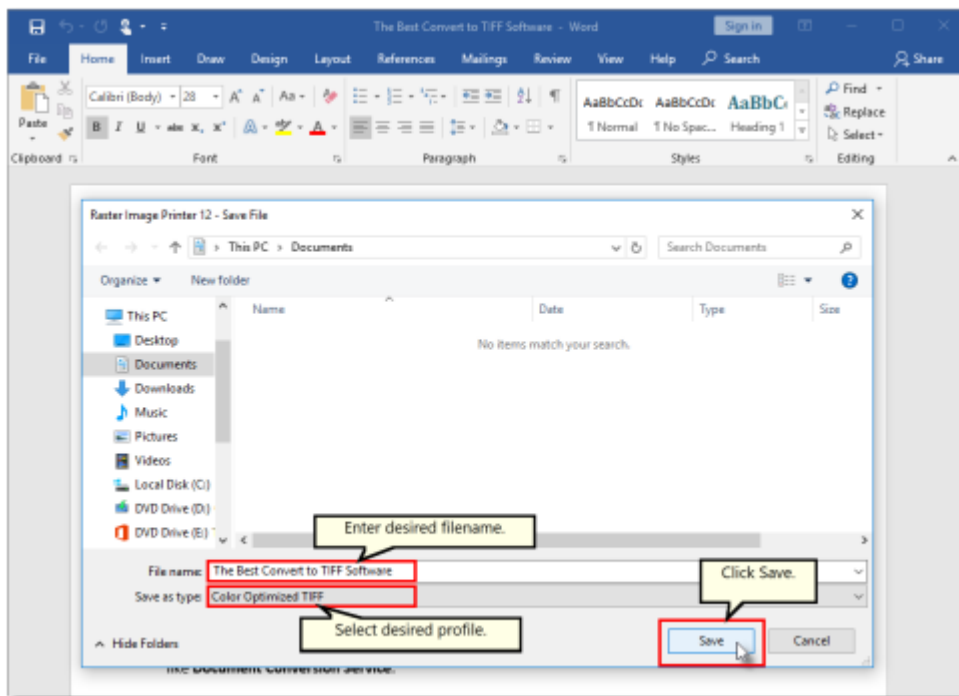 The Best Convert to TIFF Software - Word
Sign in
File Home Insert Draw Design Layout References Mailings Review View Help Search Share
Paste
Calibri (Body) 28
AaBbCcDc AaBbCcDc AaBbC
¶ Normal ¶ No Spac... Heading 1
Find
Replace
Select
Clipboard Font Paragraph Styles Editing
Raster Image Printer 12 - Save File
This PC > Documents
Search Documents
Organize New folder
Name Date Type Size
This PC
Desktop
Documents
Downloads
Music
Pictures
Videos
Local Disk (C:)
DVD Drive (D:)
DVD Drive (E:)
No items match your search.
Enter desired filename.
File name: The Best Convert to TIFF Software
Save as type: Color Optimized TIFF
Click Save.
Select desired profile.
Hide Folders
Save
Cancel
like Document Conversion Service.